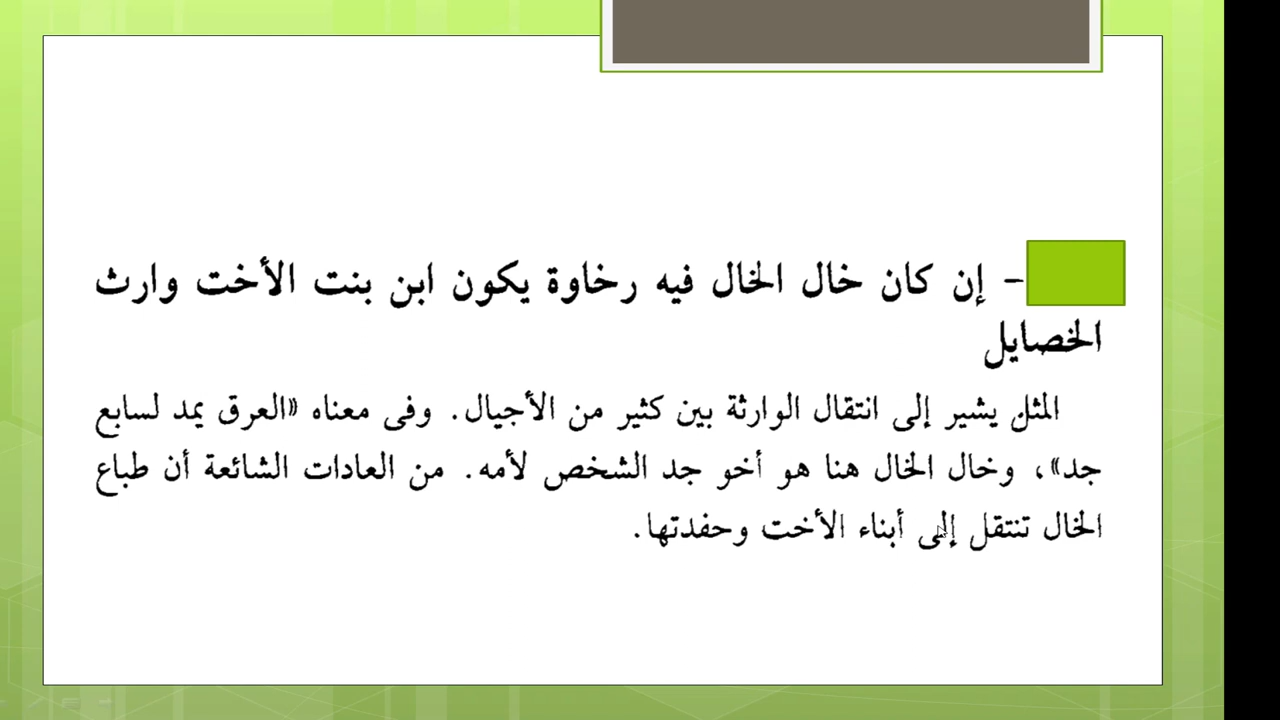 - إن كان خال الخال فيه رخاوة يكون ابن بنت الأخت وارث
الخصايل
المثل يشير إلى انتقال الوارثة بين كثير من الأجيال. وفى معناه «العرق يمد لسابع
جد»، وخال الخال هنا هو أخو جد الشخص لأمه. من العادات الشائعة أن طباع
الخال تنتقل إلى أبناء الأخت وحفدتها.